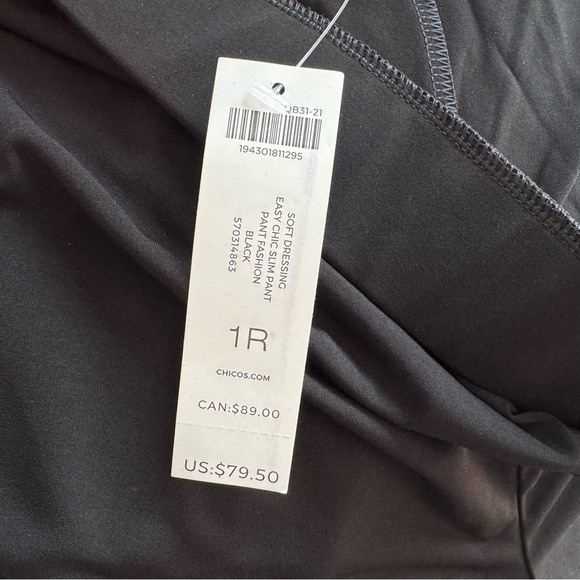 QB31-21
194301811295
SOFT DRESSING
EASY CHIC SLIM PANT
PANT FASHION
BLACK
570314863
1R
CHICOS.COM
CAN:$89.00
US:$79.50